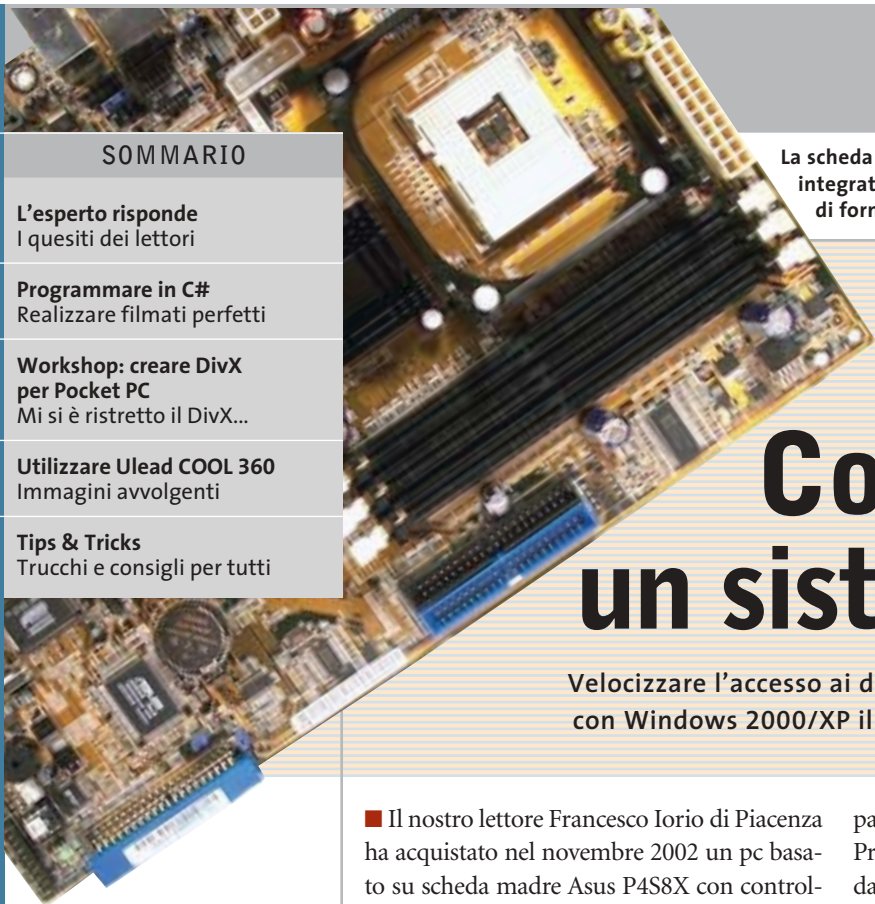 SOMMARIO
L'esperto risponde
I quesiti dei lettori
Programmare in C#
Realizzare filmati perfetti
Workshop: creare DivX
per Pocket PC
Mi si è ristretto il DivX...
Utilizzare Ulead COOL 360
Immagini avvolgenti
Tips & Tricks
Trucchi e consigli per tutti
La scheda
integrat
di forn
Co
un sist
Velocizzare l'accesso ai d
con Windows 2000/XP il
■ Il nostro lettore Francesco Iorio di Piacenza
ha acquistato nel novembre 2002 un pc basa-
to su scheda madre Asus P4S8X con control-
pa
Pr
da